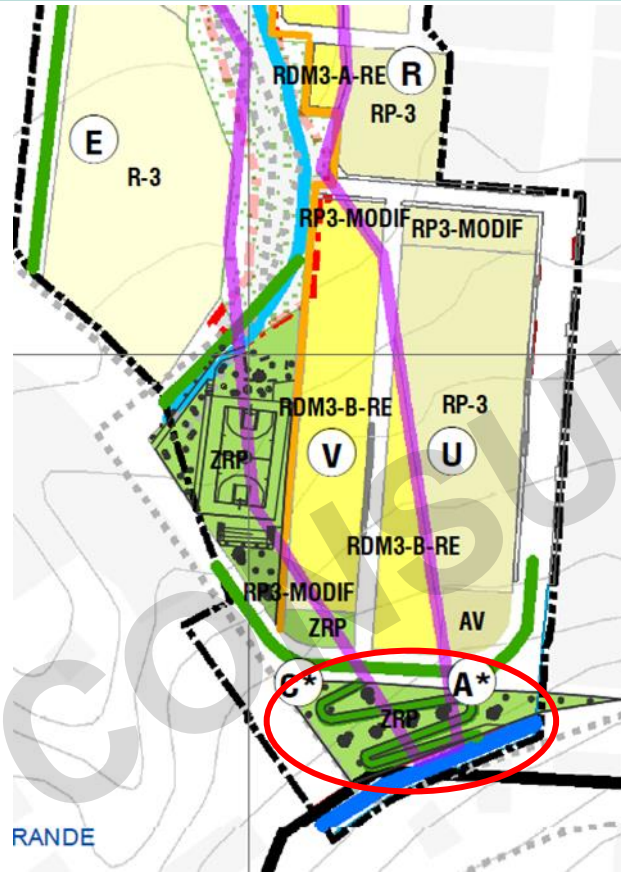 RDM3-A-RE
R
RP-3
E
R-3
RP3-MODIF
RP3-MODIF
RDM3-B-RE
RP-3
ZRP
V
U
RDM3-B-RE
RP3-MODIF
ZRP
AV
C*
A*
ZRP
RANDE
CONSU